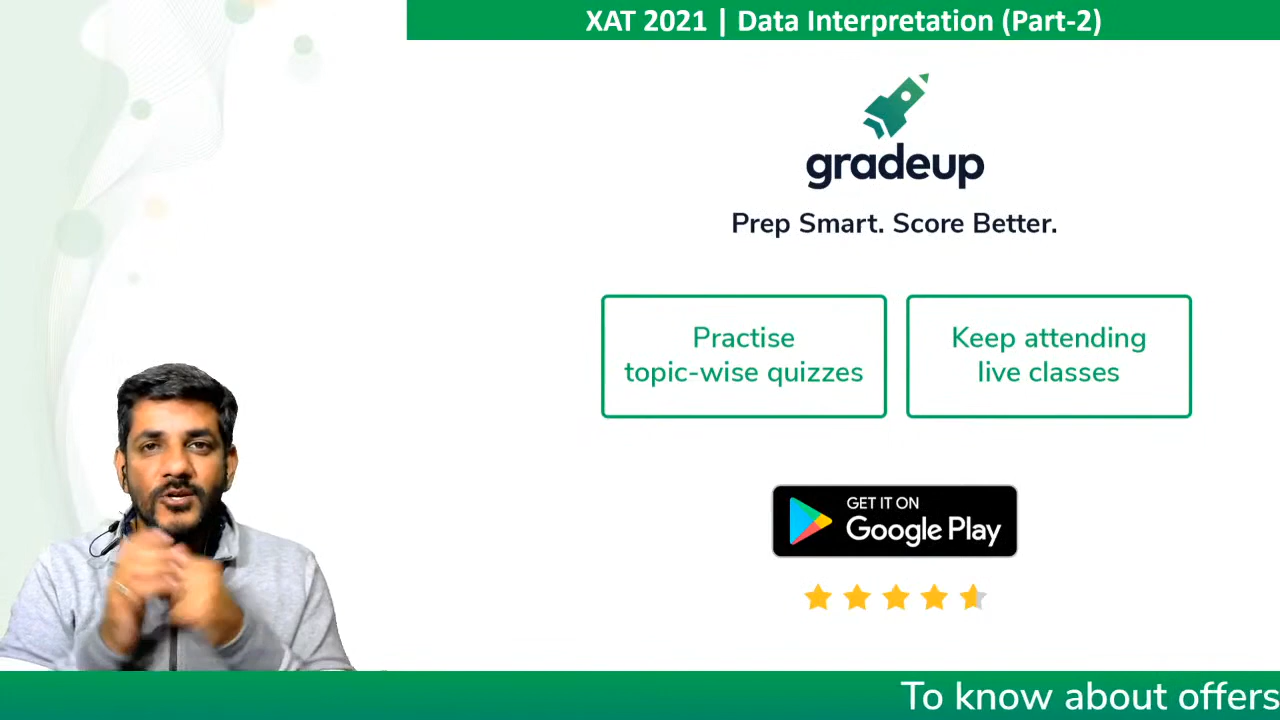 XAT 2021 | Data Interpretation (Part-2)
gradeup
Prep Smart. Score Better.
Practise
topic-wise quizzes
Keep attending
live classes
GET IT ON
Google Play
To know about offers